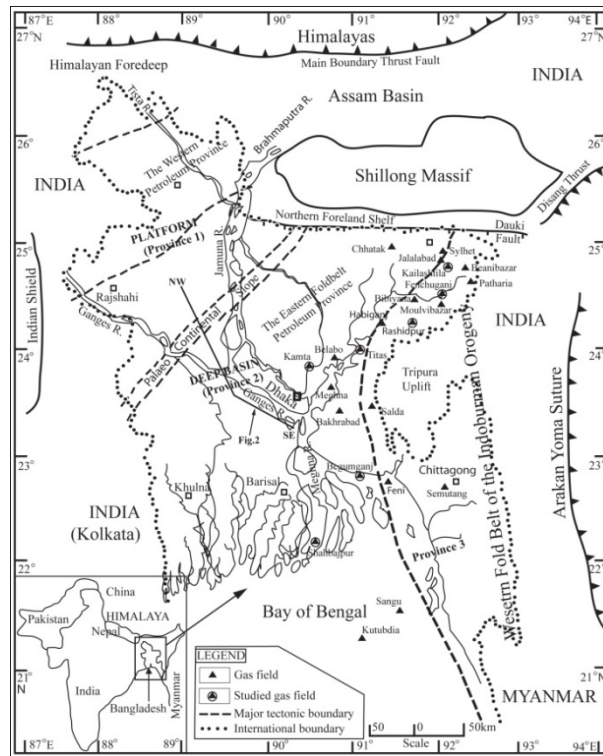 87°E 88° 89° 90° 91° 92° 93° 94°E
27°N
27°N
Himalayas
Main Boundary Thrust Fault
Himalayan Foredeep
INDIA
Assam Basin
Tista R.
Brahmaputra R.
26°
26°
The Western
Petroleum Province
Shillong Massif
INDIA
Disang Thrust
Northern Foreland Shelf
Dauki
Fault
PLATFORM
(Province 1)
Jamuna R.
Chhatak
Sylhet
Jalalabad
25°
25°
Kailashtila
Beanibazar
Fenchuganj
Patharia
Rajshahi
NW
Slope
Continental
Palaeo
The Eastern Foldbelt
Petroleum Province
Bibiyana
Moulvibazar
Habiganj
Rashidpur
INDIA
Indian Shield
Ganges R.
24°
24°
DEEP BASIN
(Province 2)
Kamta
Belabo
Titas
Dhaka
Ganges R.
Meghna
Tripura
Uplift
Fig.2
SE
Bakhrabad
Salda
23°
23°
Meghna R.
Begumganj
Chittagong
Khulna
Barisal
Feni
Semutang
INDIA
(Kolkata)
Wesetrn Fold Belt of the Indoburman Orogeny
Arakan Yoma Suture
22°
22°
Shahbajpur
Province 3
Bay of Bengal
Sangu
Kutubdia
China
Pakistan
HIMALAYA
Nepal
India
Myanmar
Bangladesh
LEGEND
Gas field
Studied gas field
Major tectonic boundary
International boundary
21°
N
21°
N
MYANMAR
50 0 50km
Scale
87°E 88° 89° 90° 91° 92° 93° 94°E